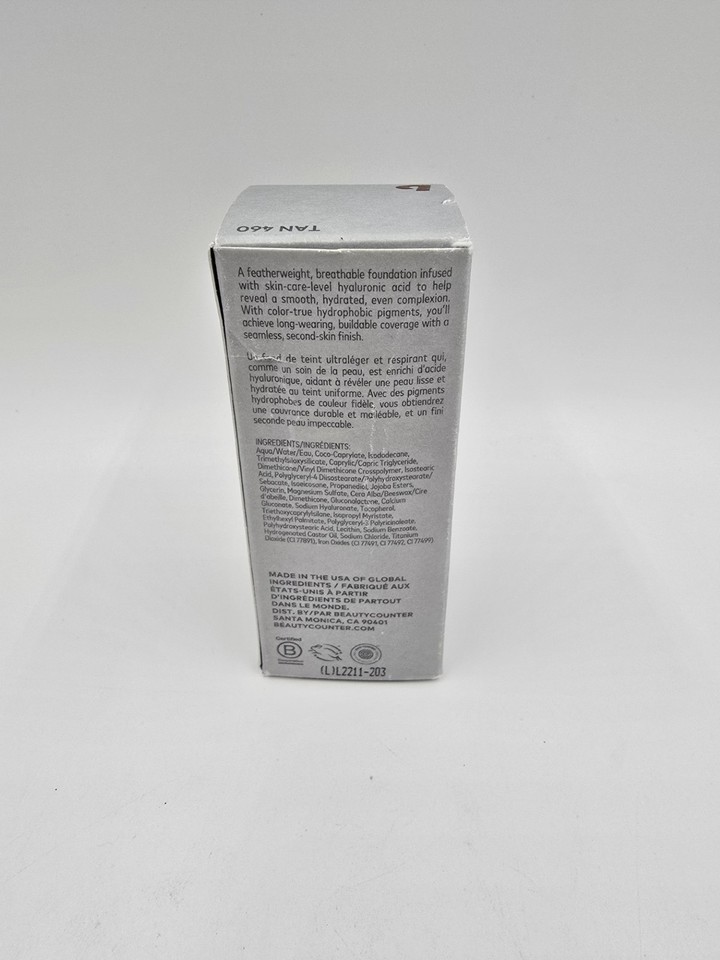 TAN 460
A featherweight, breathable foundation infused
with skin-care-level hyaluronic acid to help
reveal a smooth, hydrated, even complexion.
With color-true hydrophobic pigments, you'll
achieve long-wearing, buildable coverage with a
seamless, second-skin finish.
Un fond de teint ultraléger et respirant qui,
comme un soin de la peau, est enrichi d'acide
hyaluronique, aidant à révéler une peau lisse et
hydratée au teint uniforme. Avec des pigments
hydrophobes de couleur fidèle, vous obtiendrez
une couvrance durable et malléable, et un fini
seconde peau impeccable.
INGREDIENTS/INGRÉDIENTS:
Aqua/Water/Eau, Coco-Caprylate, Isododecane,
Trimethylsiloxysilicate, Caprylic/Capric Triglyceride,
Dimethicone/Vinyl Dimethicone Crosspolymer, Isostearic
Acid, Polyglyceryl-4 Diisostearate/Polyhydroxystearate/
Sebacate, Isoeicosane, Propanediol, Jojoba Esters,
Glycerin, Magnesium Sulfate, Cera Alba/Beeswax/Cire
d'abeille, Dimethicone, Gluconolactone, Calcium
Gluconate, Sodium Hyaluronate, Tocopherol,
Triethoxycaprylylsilane, Isopropyl Myristate,
Ethylhexyl Palmitate, Polyglyceryl-3 Polyricinoleate,
Polyhydroxystearic Acid, Lecithin, Sodium Benzoate,
Hydrogenated Castor Oil, Sodium Chloride, Titanium
Dioxide (CI 77891), Iron Oxides (CI 77491, CI 77492, CI 77499)
MADE IN THE USA OF GLOBAL
INGREDIENTS / FABRIQUÉ AUX
ÉTATS-UNIS À PARTIR
D'INGRÉDIENTS DE PARTOUT
DANS LE MONDE.
DIST. BY/PAR BEAUTYCOUNTER
SANTA MONICA, CA 90401
BEAUTYCOUNTER.COM
Certified
B
(L)L2211-203